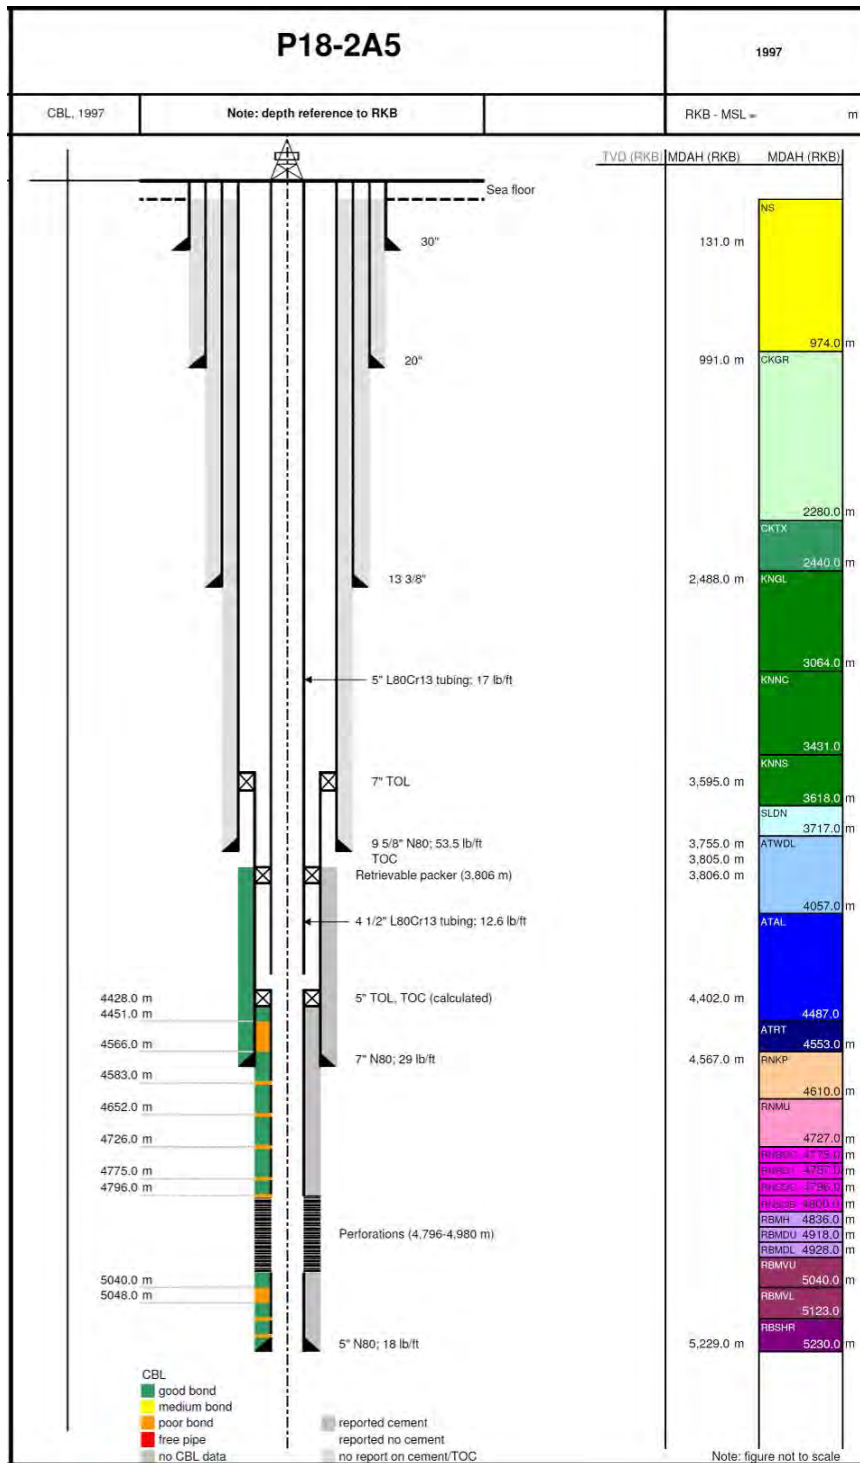 P18-2A5
1997
CBL, 1997
Note: depth reference to RKB
RKB - MSL = m
TVD (RKB) MDAH (RKB) MDAH (RKB)
Sea floor
NS
30" 131.0 m
974.0 m
20" 991.0 m
CKGR
2280.0 m
CKTX
2440.0 m
13 3/8" 2,488.0 m
KNGL
3064.0 m
5" L80Cr13 tubing; 17 lb/ft
KNNC
3431.0
KNNS
7" TOL 3,595.0 m
3618.0 m
SLDN
3717.0 m
9 5/8" N80; 53.5 lb/ft 3,755.0 m
ATWDL
TOC 3,805.0 m
Retrievable packer (3,806 m) 3,806.0 m
4057.0 m
4 1/2" L80Cr13 tubing; 12.6 lb/ft
ATAL
4428.0 m
5" TOL, TOC (calculated) 4,402.0 m
4451.0 m
4487.0
ATRT
4566.0 m
4553.0 m
7" N80; 29 lb/ft 4,567.0 m
RNKP
4583.0 m
4610.0 m
RNMU
4652.0 m
4726.0 m
4727.0 m
m
4775.0 m
m
4796.0 m
m
m
RBMH 4836.0 m
Perforations (4,796-4,980 m)
RBMDU 4918.0 m
RBMDL 4928.0 m
RBMVU
5040.0 m
5040.0 m
5048.0 m
RBMVL
5123.0
RBSHR
5" N80; 18 lb/ft 5,229.0 m
5230.0 m
CBL
good bond
medium bond
poor bond
free pipe
no CBL data
reported cement
reported no cement
no report on cement/TOC
Note: figure not to scale